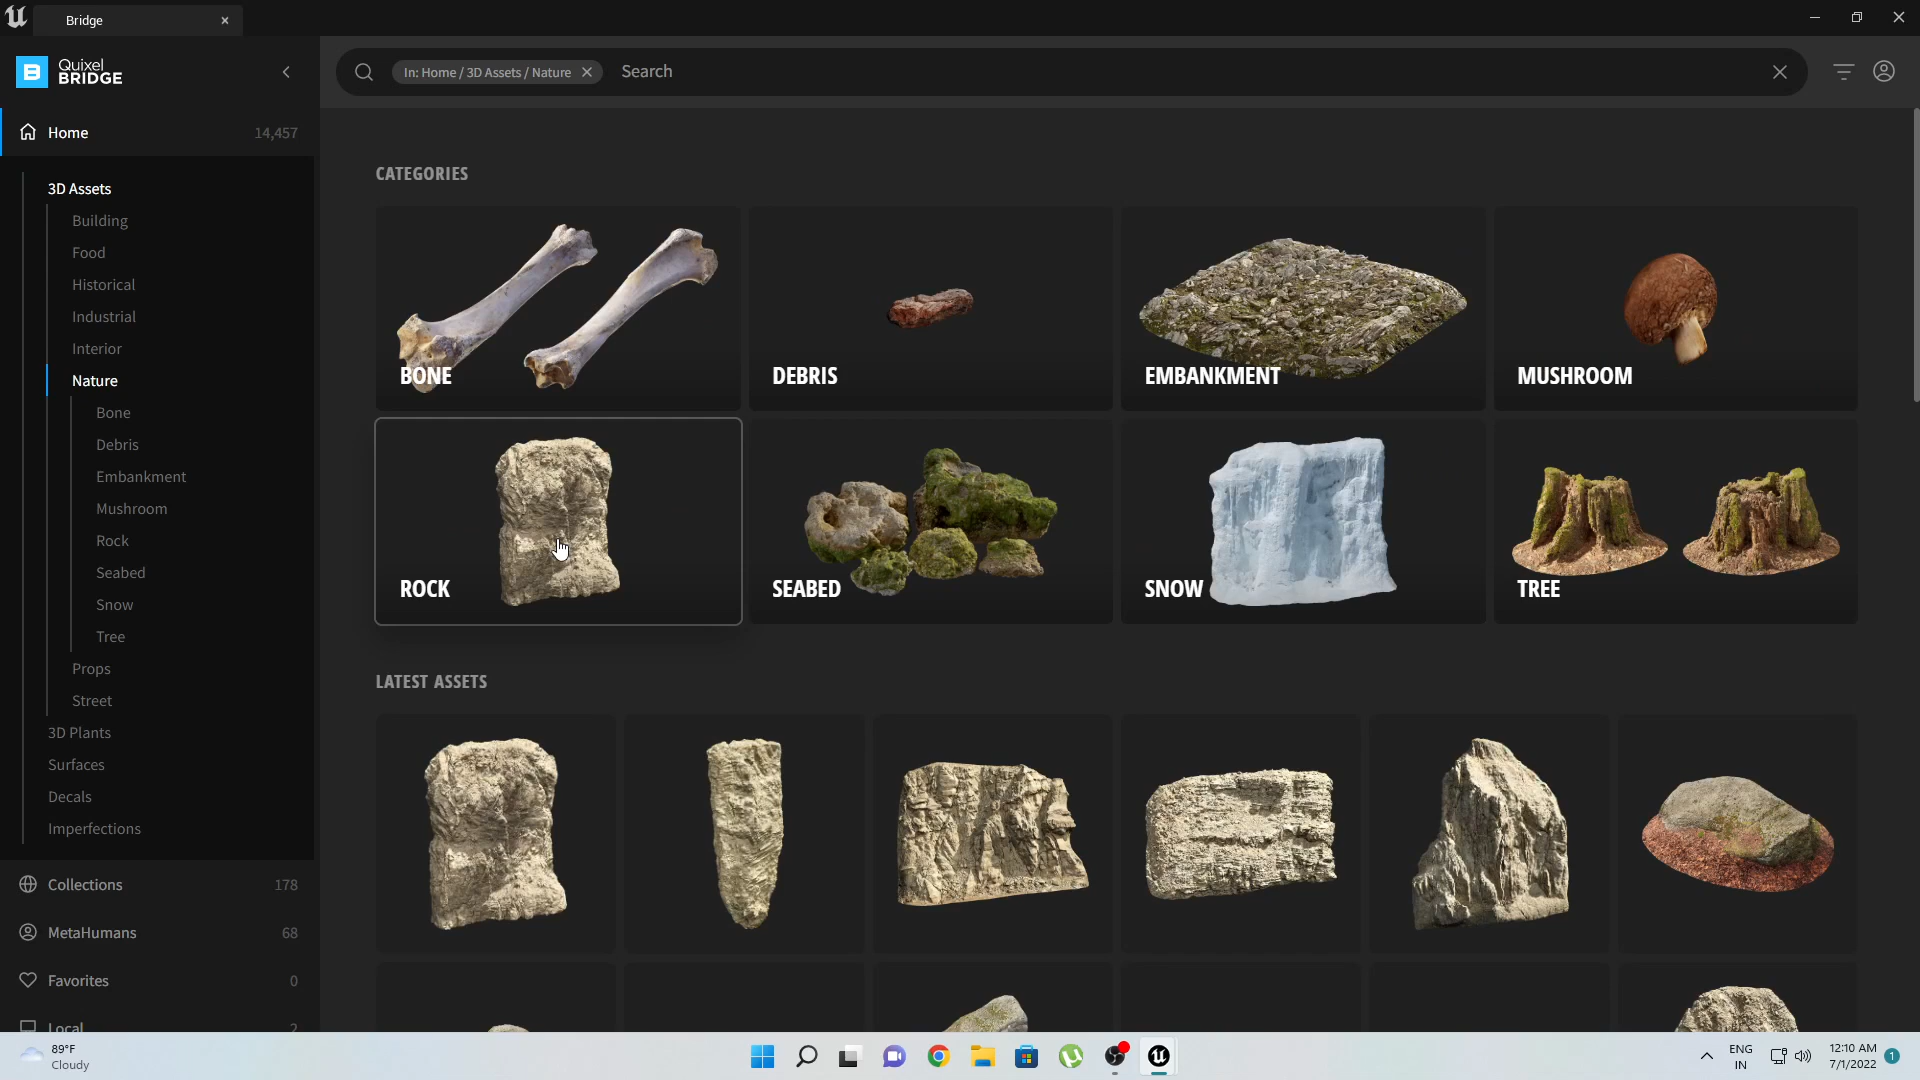 Bridge
Quixel
BRIDGE
In: Home / 3D Assets / Nature
Search
Home 14,457
3D Assets
Building
Food
Historical
Industrial
Interior
Nature
Bone
Debris
Embankment
Mushroom
Rock
Seabed
Snow
Tree
Props
Street
3D Plants
Surfaces
Decals
Imperfections
Collections 178
MetaHumans 68
Favorites 0
Local 2
CATEGORIES
BONE
DEBRIS
EMBANKMENT
MUSHROOM
ROCK
SEABED
SNOW
TREE
LATEST ASSETS
89°F
Cloudy
ENG
IN
12:10 AM
7/1/2022
1